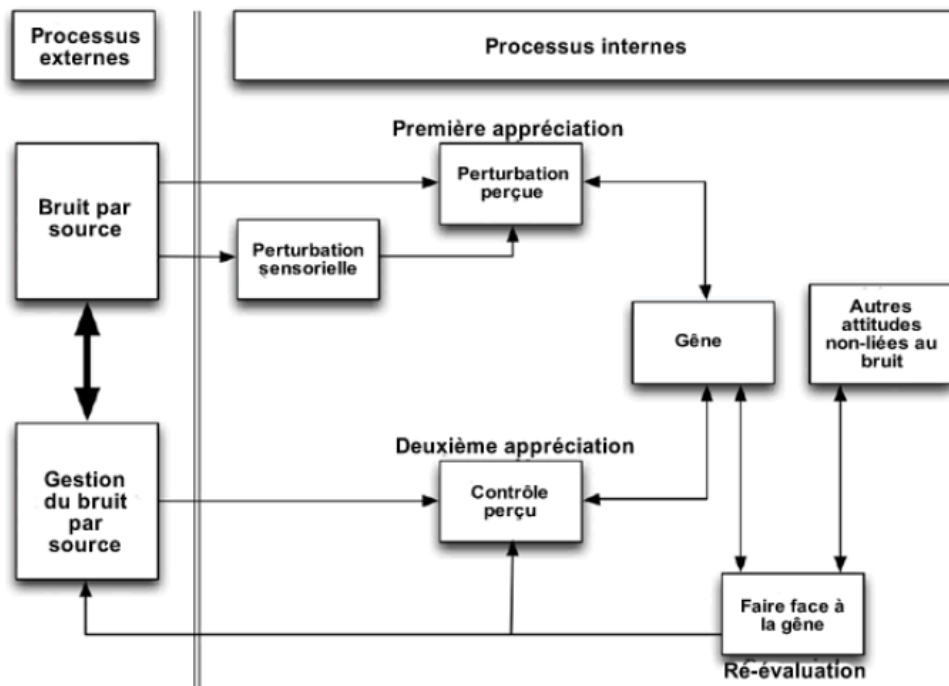 Processus
externes
Processus internes
Première appréciation
Bruit par
source
Perturbation
perçue
Perturbation
sensorielle
Gêne
Autres
attitudes
non-liées au
bruit
Deuxième appréciation
Gestion
du bruit
par
source
Contrôle
perçu
Faire face à
la gêne
Ré-évaluation